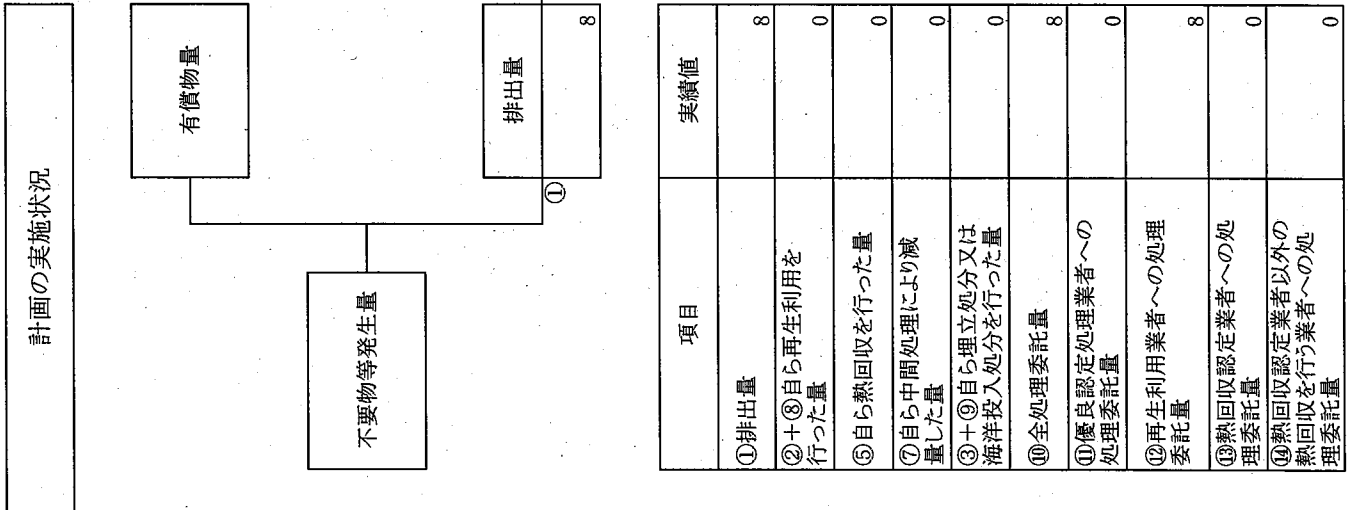 計画の実施状況
有償物量
不要物等発生量
排出量
①
8
項目
実績値
①排出量
8
②+⑧自ら再生利用を
行った量
0
⑤自ら熱回収を行った量
0
⑦自ら中間処理により減
量した量
0
③+⑨自ら埋立処分又は
海洋投入処分を行った量
0
⑩全処理委託量
8
⑪優良認定処理業者への
処理委託量
0
⑫再生利用業者への処理
委託量
8
⑬熱回収認定業者への処
理委託量
0
⑭熱回収認定業者以外の
熱回収を行う業者への処
理委託量
0